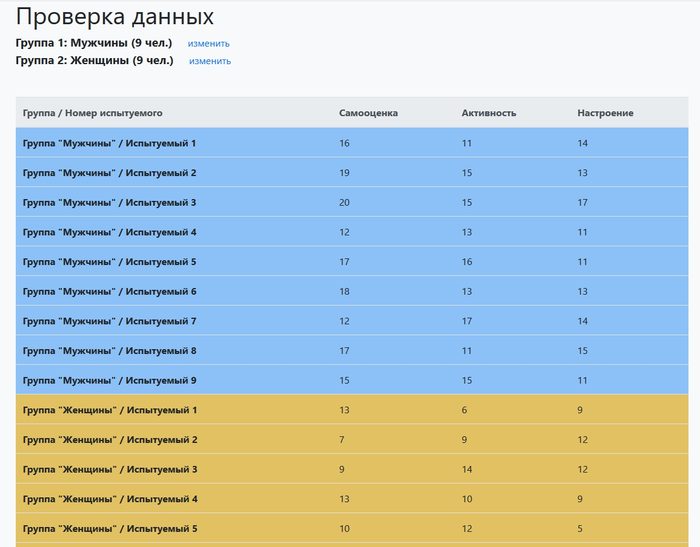 Проверка данных
Группа 1: Мужчины (9 чел.) изменить
Группа 2: Женщины (9 чел.) изменить
Группа / Номер испытуемого Самооценка Активность Настроение
Группа "Мужчины" / Испытуемый 1 16 11 14
Группа "Мужчины" / Испытуемый 2 19 15 13
Группа "Мужчины" / Испытуемый 3 20 15 17
Группа "Мужчины" / Испытуемый 4 12 13 11
Группа "Мужчины" / Испытуемый 5 17 16 11
Группа "Мужчины" / Испытуемый 6 18 13 13
Группа "Мужчины" / Испытуемый 7 12 17 14
Группа "Мужчины" / Испытуемый 8 17 11 15
Группа "Мужчины" / Испытуемый 9 15 15 11
Группа "Женщины" / Испытуемый 1 13 6 9
Группа "Женщины" / Испытуемый 2 7 9 12
Группа "Женщины" / Испытуемый 3 9 14 12
Группа "Женщины" / Испытуемый 4 13 10 9
Группа "Женщины" / Испытуемый 5 10 12 5